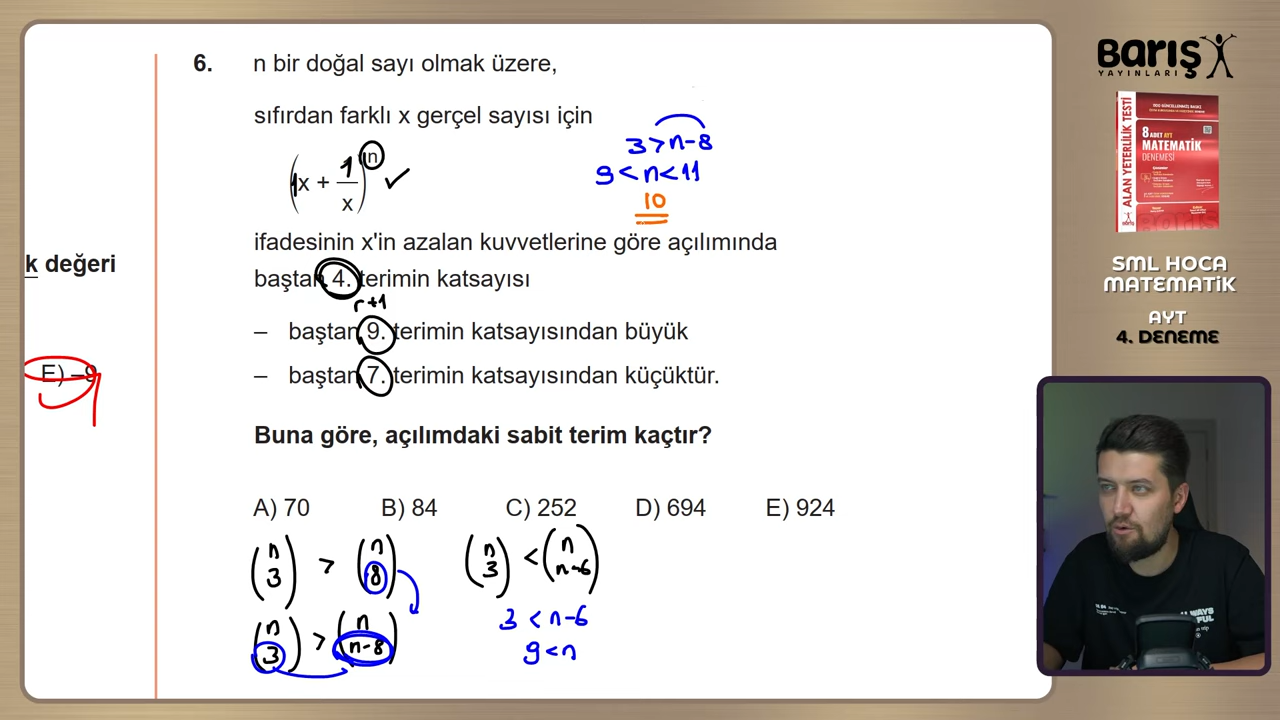 6. n bir doğal sayı olmak üzere,
sıfırdan farklı x gerçel sayısı için
3 > n-8
9 < n < 11
10
(1x + 1/x)^n ✓
ifadesinin x'in azalan kuvvetlerine göre açılımında
baştan 4. terimin katsayısı
r+1
– baştan 9. terimin katsayısından büyük
– baştan 7. terimin katsayısından küçüktür.
Buna göre, açılımdaki sabit terim kaçtır?
A) 70 B) 84 C) 252 D) 694 E) 924
(n 3) > (n 8)
(n 3) > (n n-8)
(n 3) < (n n-6)
3 < n-6
9 < n
k değeri
E) –9
BARIŞ
YAYINLARI
ALAN YETERLİLİK TESTİ
8 ADET AYT
MATEMATİK
DENEMESİ
BARIŞ
SML HOCA
MATEMATİK
AYT
4. DENEME